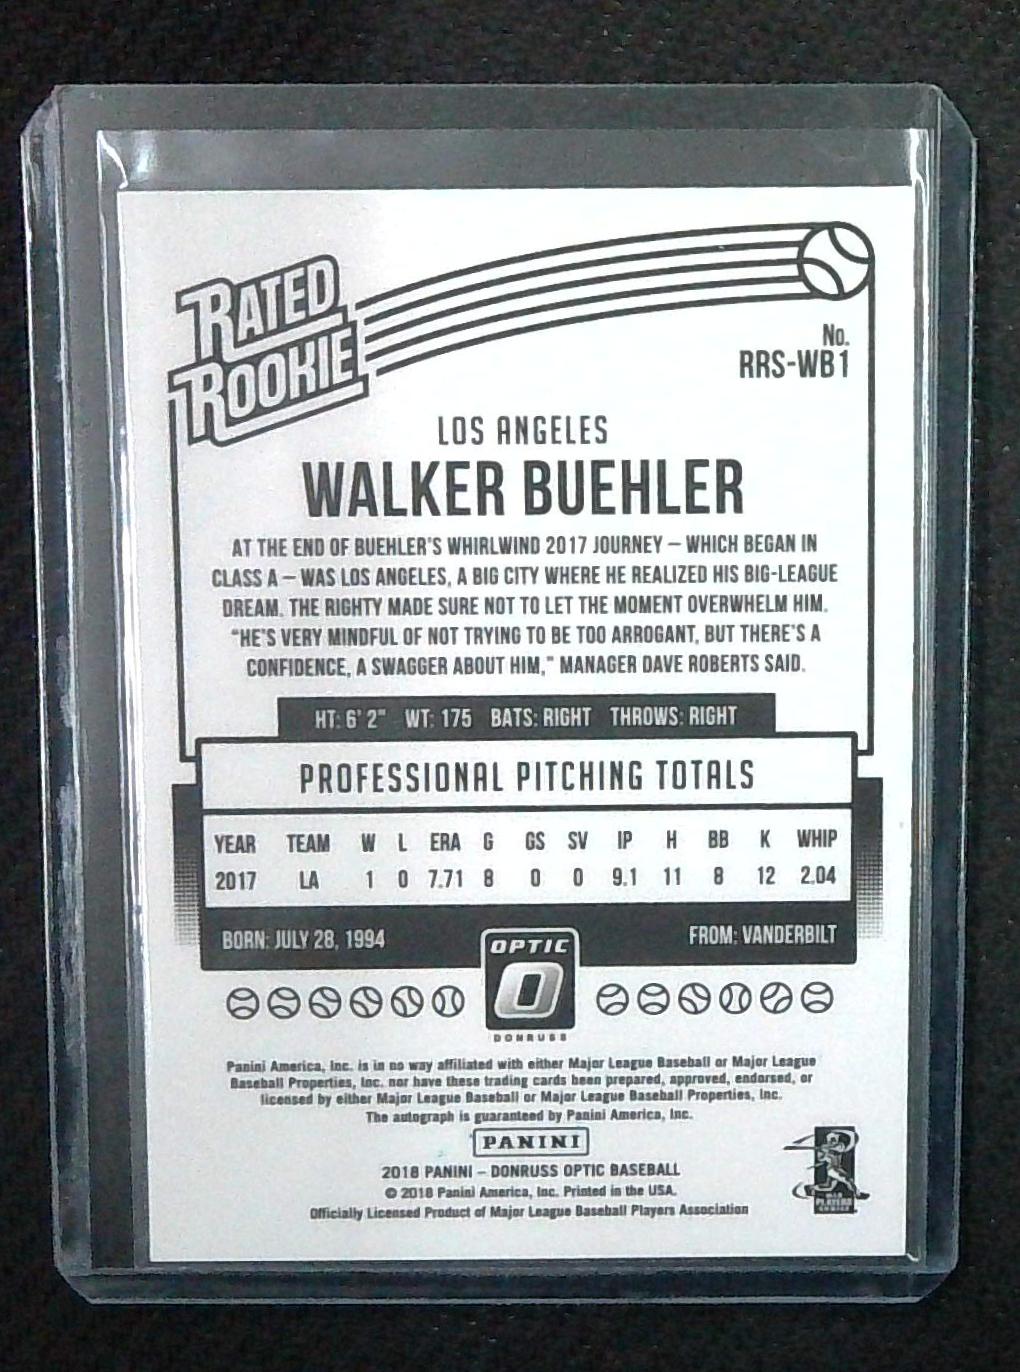 RATED
ROOKIE
No.
RRS-WB1
LOS ANGELES
WALKER BUEHLER
AT THE END OF BUEHLER'S WHIRLWIND 2017 JOURNEY – WHICH BEGAN IN
CLASS A – WAS LOS ANGELES, A BIG CITY WHERE HE REALIZED HIS BIG-LEAGUE
DREAM. THE RIGHTY MADE SURE NOT TO LET THE MOMENT OVERWHELM HIM.
"HE'S VERY MINDFUL OF NOT TRYING TO BE TOO ARROGANT, BUT THERE'S A
CONFIDENCE, A SWAGGER ABOUT HIM," MANAGER DAVE ROBERTS SAID.
HT: 6' 2" WT: 175 BATS: RIGHT THROWS: RIGHT
PROFESSIONAL PITCHING TOTALS
YEAR TEAM W L ERA G GS SV IP H BB K WHIP
2017 LA 1 0 7.71 8 0 0 9.1 11 8 12 2.04
BORN: JULY 28, 1994 FROM: VANDERBILT
OPTIC
DONRUSS
Panini America, Inc. is in no way affiliated with either Major League Baseball or Major League
Baseball Properties, Inc. nor have these trading cards been prepared, approved, endorsed, or
licensed by either Major League Baseball or Major League Baseball Properties, Inc.
The autograph is guaranteed by Panini America, Inc.
PANINI
2018 PANINI – DONRUSS OPTIC BASEBALL
© 2018 Panini America, Inc. Printed in the USA.
Officially Licensed Product of Major League Baseball Players Association